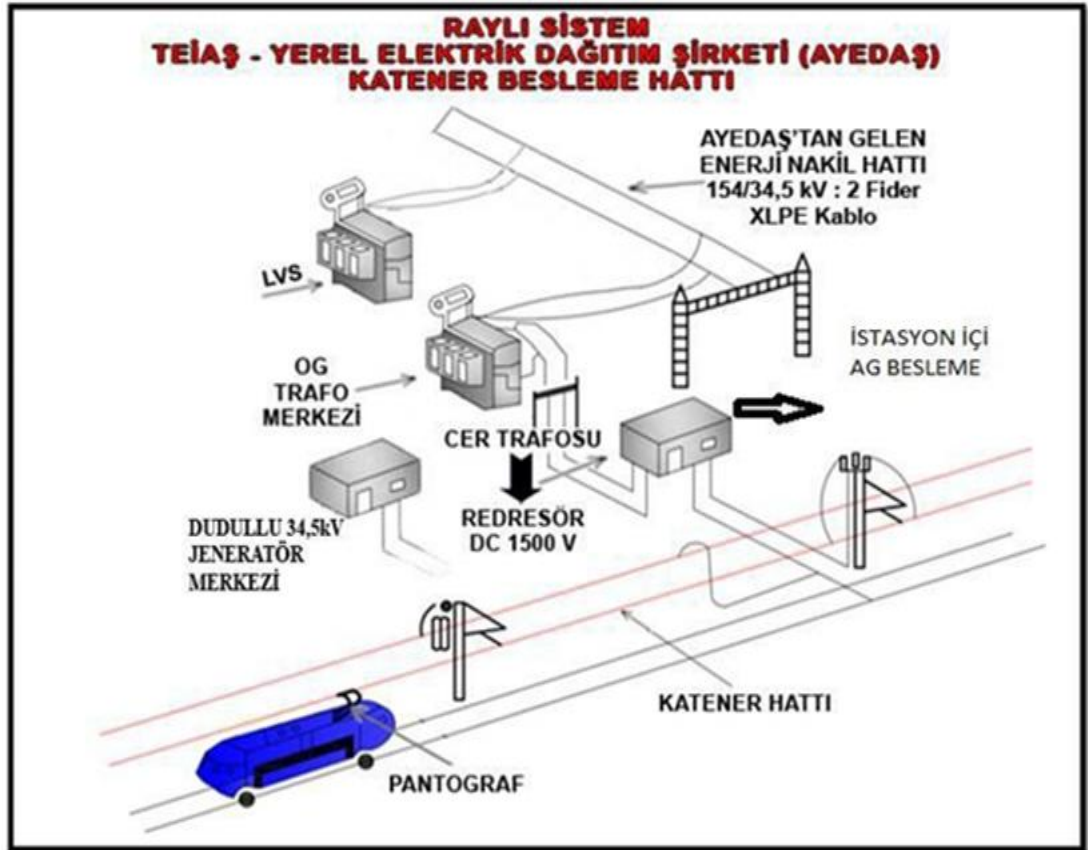 RAYLI SİSTEM
TEİAŞ - YEREL ELEKTRİK DAĞITIM ŞİRKETİ (AYEDAŞ)
KATENER BESLEME HATTI
AYEDAŞ'TAN GELEN
ENERJİ NAKİL HATTI
154/34,5 kV : 2 Fider
XLPE Kablo
LVS
İSTASYON İÇİ
AG BESLEME
OG
TRAFO
MERKEZİ
CER TRAFOSU
REDRESÖR
DC 1500 V
DUDULLU 34,5kV
JENERATÖR
MERKEZİ
KATENER HATTI
PANTOGRAF